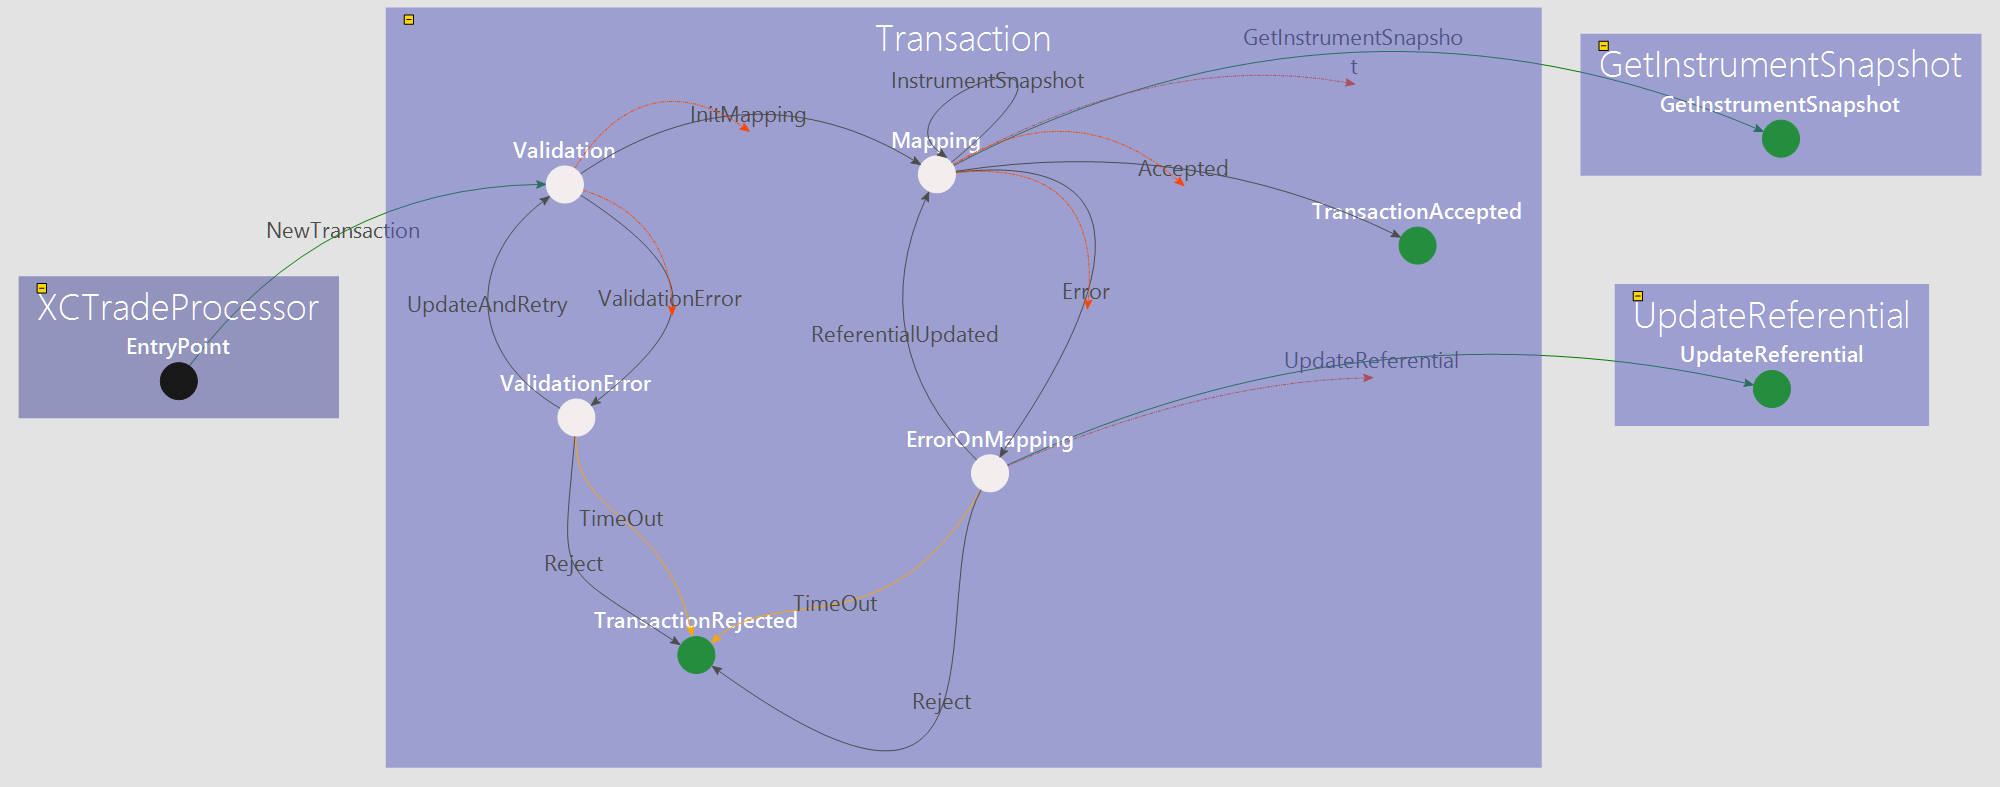 Transaction
GetInstrumentSnapsho
t
GetInstrumentSnapshot
GetInstrumentSnapshot
InstrumentSnapshot
InitMapping
Mapping
Validation
Accepted
TransactionAccepted
NewTransaction
XCTradeProcessor
EntryPoint
UpdateAndRetry
ValidationError
Error
ReferentialUpdated
UpdateReferential
UpdateReferential
UpdateReferential
ValidationError
ErrorOnMapping
TimeOut
Reject
TimeOut
TransactionRejected
Reject